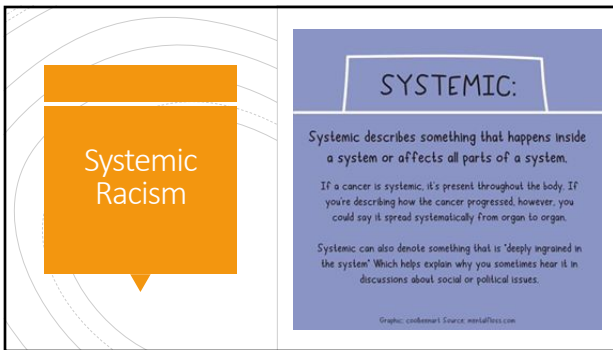 Systemic
Racism
SYSTEMIC:
Systemic describes something that happens inside
a system or affects all parts of a system.
If a cancer is systemic, it's present throughout the body. If
you're describing how the cancer progressed, however, you
could say it spread systematically from organ to organ.
Systemic can also denote something that is "deeply ingrained in
the system" Which helps explain why you sometimes hear it in
discussions about social or political issues.
Graphic: Source: mentalfloss.com